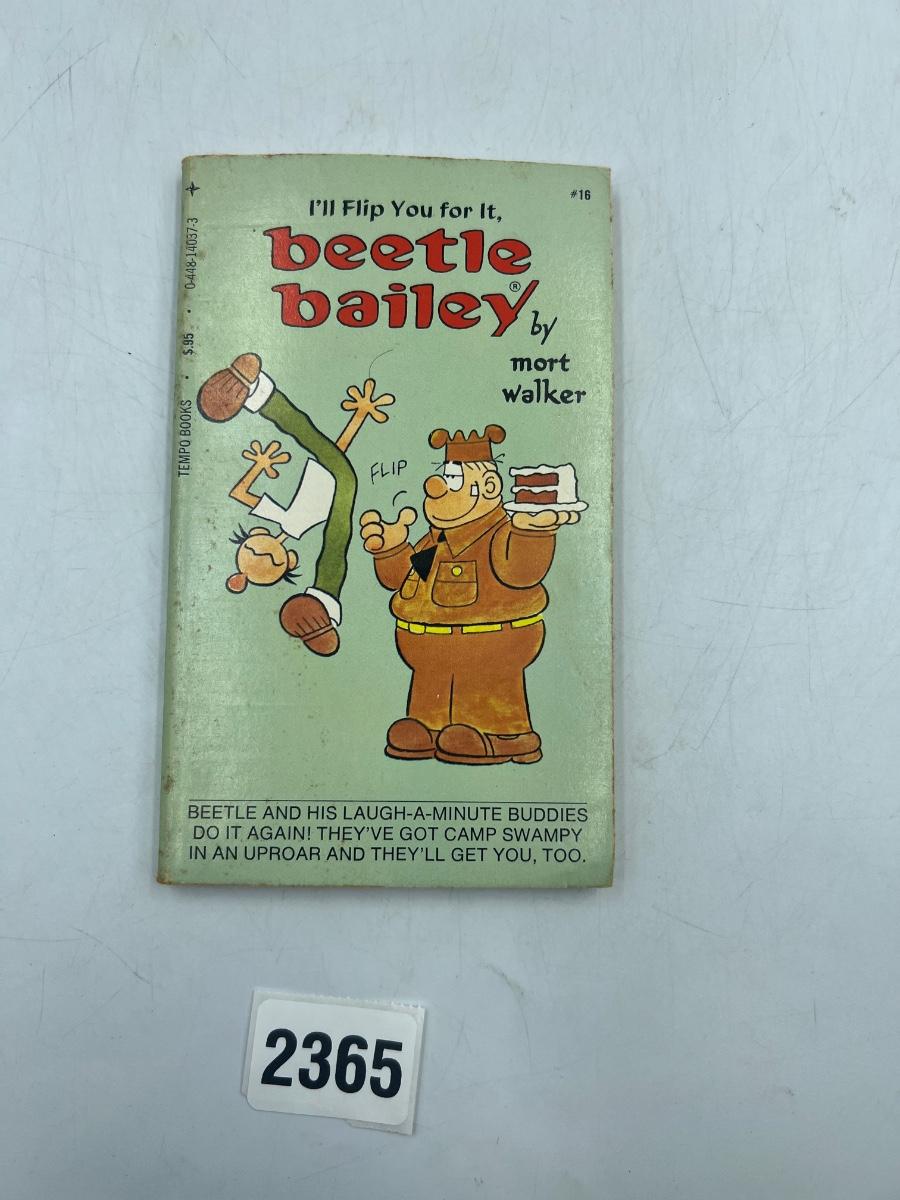 #16
I'll Flip You for It,
beetle
bailey®
by
mort
walker
TEMPO BOOKS • $.95 • 0-448-14037-3
FLIP
BEETLE AND HIS LAUGH-A-MINUTE BUDDIES
DO IT AGAIN! THEY'VE GOT CAMP SWAMPY
IN AN UPROAR AND THEY'LL GET YOU, TOO.
2365